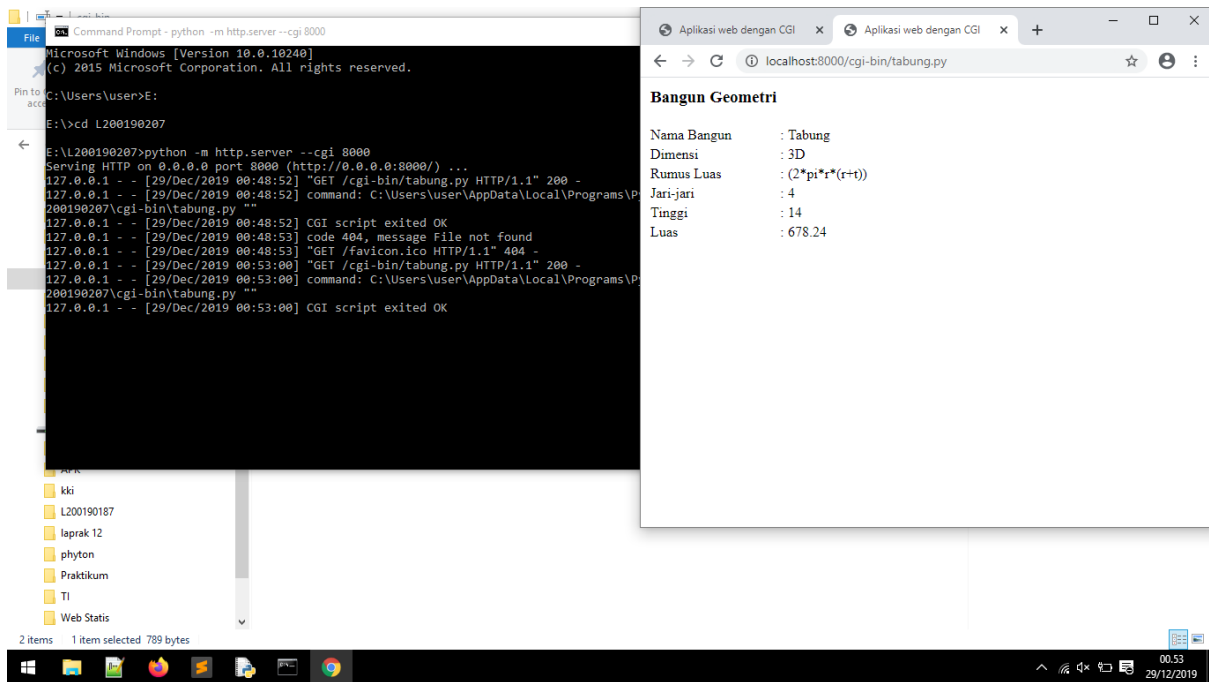 cgi-bin
File
Pin to
acce
Command Prompt - python -m http.server --cgi 8000
Microsoft Windows [Version 10.0.10240]
(c) 2015 Microsoft Corporation. All rights reserved.
C:\Users\user>E:
E:\>cd L200190207
E:\L200190207>python -m http.server --cgi 8000
Serving HTTP on 0.0.0.0 port 8000 (http://0.0.0.0:8000/) ...
127.0.0.1 - - [29/Dec/2019 00:48:52] "GET /cgi-bin/tabung.py HTTP/1.1" 200 -
127.0.0.1 - - [29/Dec/2019 00:48:52] command: C:\Users\user\AppData\Local\Programs\Py
200190207\cgi-bin\tabung.py ""
127.0.0.1 - - [29/Dec/2019 00:48:52] CGI script exited OK
127.0.0.1 - - [29/Dec/2019 00:48:53] code 404, message File not found
127.0.0.1 - - [29/Dec/2019 00:48:53] "GET /favicon.ico HTTP/1.1" 404 -
127.0.0.1 - - [29/Dec/2019 00:53:00] "GET /cgi-bin/tabung.py HTTP/1.1" 200 -
127.0.0.1 - - [29/Dec/2019 00:53:00] command: C:\Users\user\AppData\Local\Programs\Py
200190207\cgi-bin\tabung.py ""
127.0.0.1 - - [29/Dec/2019 00:53:00] CGI script exited OK
kki
L200190187
laprak 12
phyton
Praktikum
TI
Web Statis
2 items 1 item selected 789 bytes
Aplikasi web dengan CGI Aplikasi web dengan CGI
localhost:8000/cgi-bin/tabung.py
Bangun Geometri
Nama Bangun : Tabung
Dimensi : 3D
Rumus Luas : (2*pi*r*(r+t))
Jari-jari : 4
Tinggi : 14
Luas : 678.24
00.53
29/12/2019